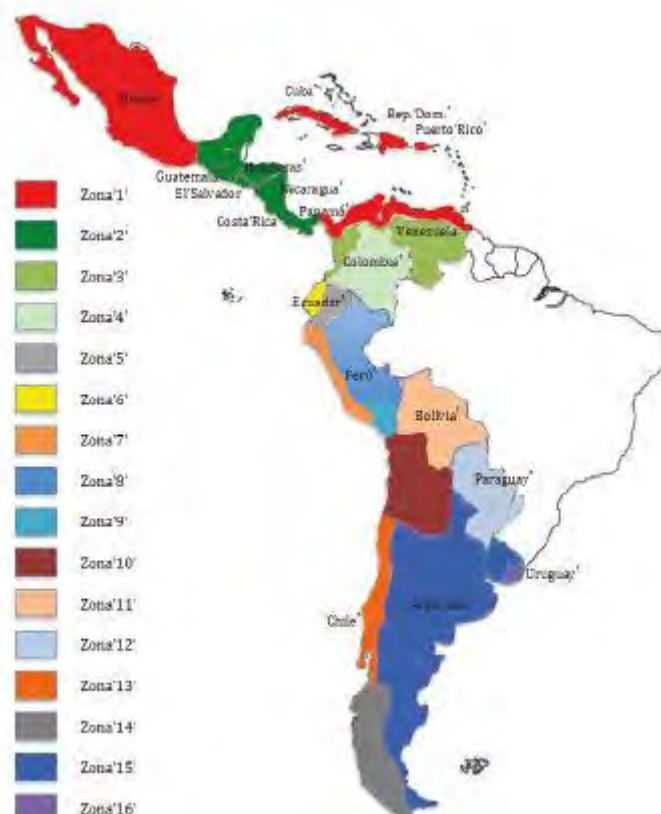 Cuba'
Rep.'Dom.'
Puerto'Rico'
Honduras'
Guatemala'
El'Salvador
Nicaragua'
Costa'Rica
Panamá'
Venezuela
Colombia'
Ecuador'
Perú'
Bolivia'
Paraguay'
Uruguay'
Chile'
Zona'1'
Zona'2'
Zona'3'
Zona'4'
Zona'5'
Zona'6'
Zona'7'
Zona'8'
Zona'9'
Zona'10'
Zona'11'
Zona'12'
Zona'13'
Zona'14'
Zona'15'
Zona'16'